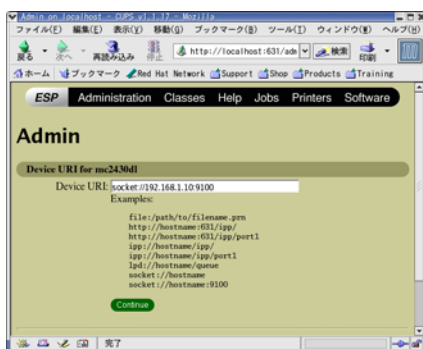 Admin on localhost - CUPS v1.1.17 - Mozilla
ファイル(F) 編集(E) 表示(V) 移動(G) ブックマーク(B) ツール(T) ウィンドウ(W) ヘルプ(H)
戻る 次へ 再読み込み 停止 http://localhost:631/adm 検索 印刷
ホーム ブックマーク Red Hat Network Support Shop Products Training
ESP Administration Classes Help Jobs Printers Software
Admin
Device URI for mc2430dl
Device URI: socket://192.168.1.10:9100
Examples:
file:/path/to/filename.prn
http://hostname:631/ipp/
http://hostname:631/ipp/port1
ipp://hostname/ipp/
ipp://hostname/ipp/port1
lpd://hostname/queue
socket://hostname
socket://hostname:9100
Continue
完了